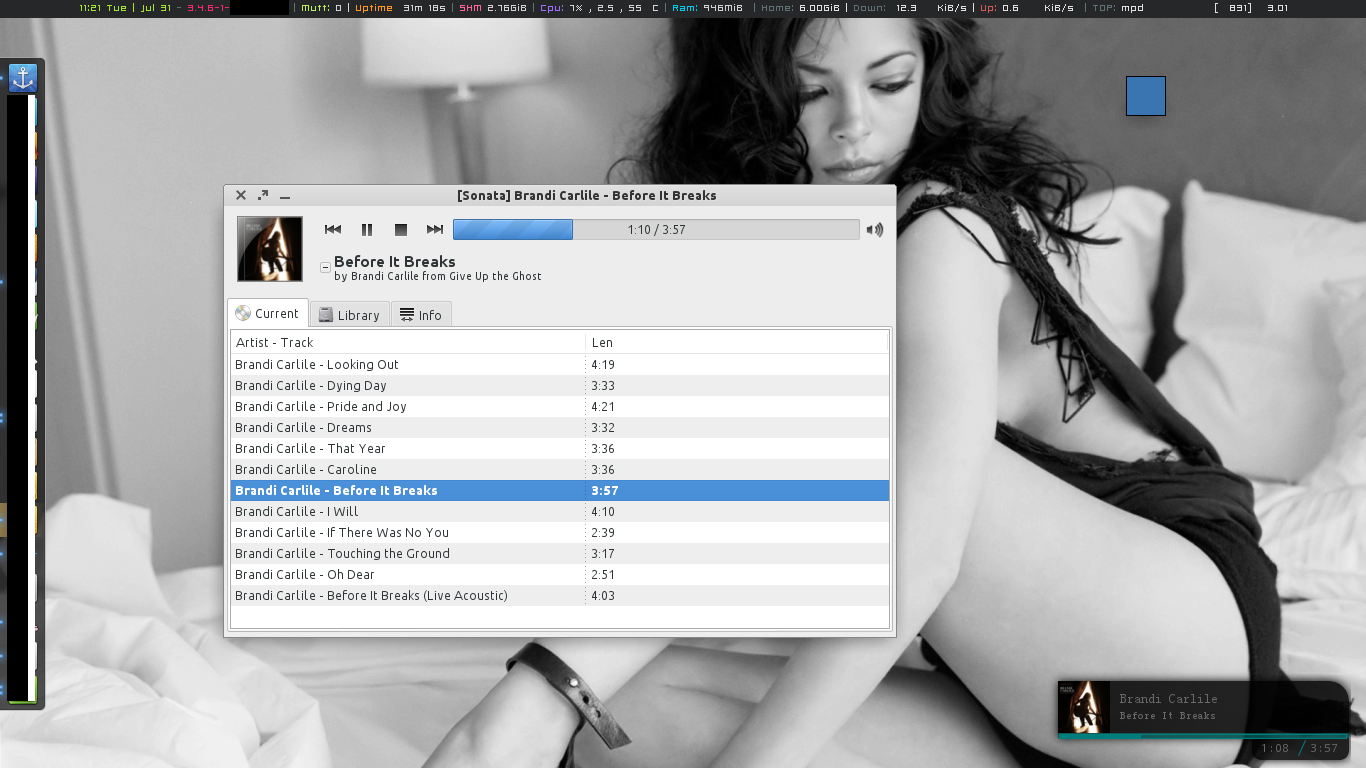 11:21 Tue | Jul 31 - 3.4.6-1- | Mutt: 0 | Uptime 31m 18s | SHM 2.76GiB | Cpu: 7% , 2.5 , 55 C | Ram: 946MiB | Home: 6.00GiB | Down: 12.9 KiB/s | Up: 0.6 KiB/s | TOP: mpd [ 831] 3.01
[Sonata] Brandi Carlile - Before It Breaks
1:10 / 3:57
Before It Breaks
by Brandi Carlile from Give Up the Ghost
Current Library Info
Artist - Track Len
Brandi Carlile - Looking Out 4:19
Brandi Carlile - Dying Day 3:33
Brandi Carlile - Pride and Joy 4:21
Brandi Carlile - Dreams 3:32
Brandi Carlile - That Year 3:36
Brandi Carlile - Caroline 3:36
Brandi Carlile - Before It Breaks 3:57
Brandi Carlile - I Will 4:10
Brandi Carlile - If There Was No You 2:39
Brandi Carlile - Touching the Ground 3:17
Brandi Carlile - Oh Dear 2:51
Brandi Carlile - Before It Breaks (Live Acoustic) 4:03
Brandi Carlile
Before It Breaks
1:08 / 3:57